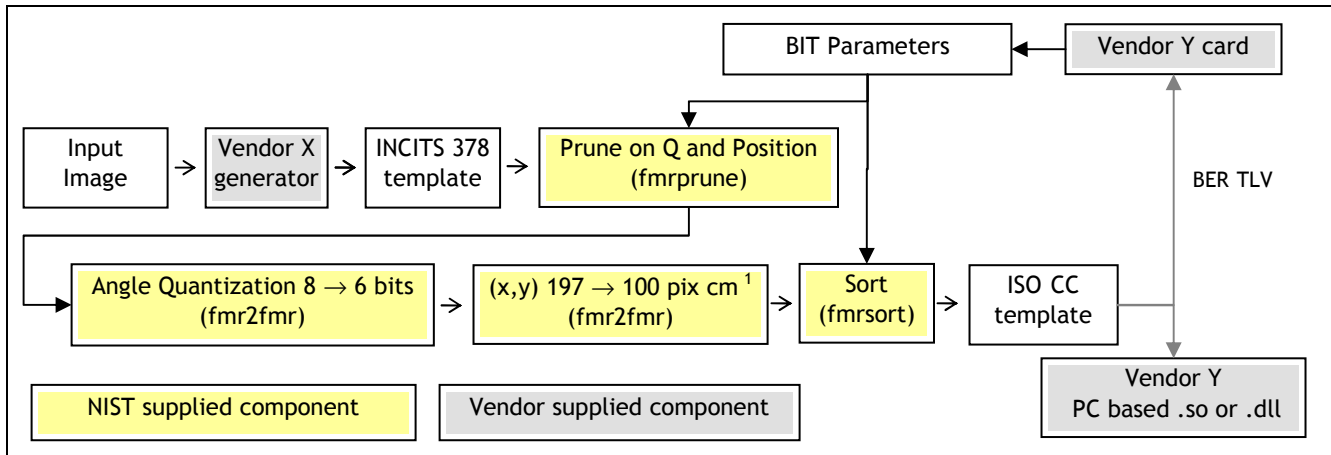 BIT Parameters
Vendor Y card
Input
Image
Vendor X
generator
INCITS 378
template
Prune on Q and Position
(fmrprune)
BER TLV
Angle Quantization 8 → 6 bits
(fmr2fmr)
(x,y) 197 → 100 pix cm 1
(fmr2fmr)
Sort
(fmrsort)
ISO CC
template
Vendor Y
PC based .so or .dll
NIST supplied component
Vendor supplied component